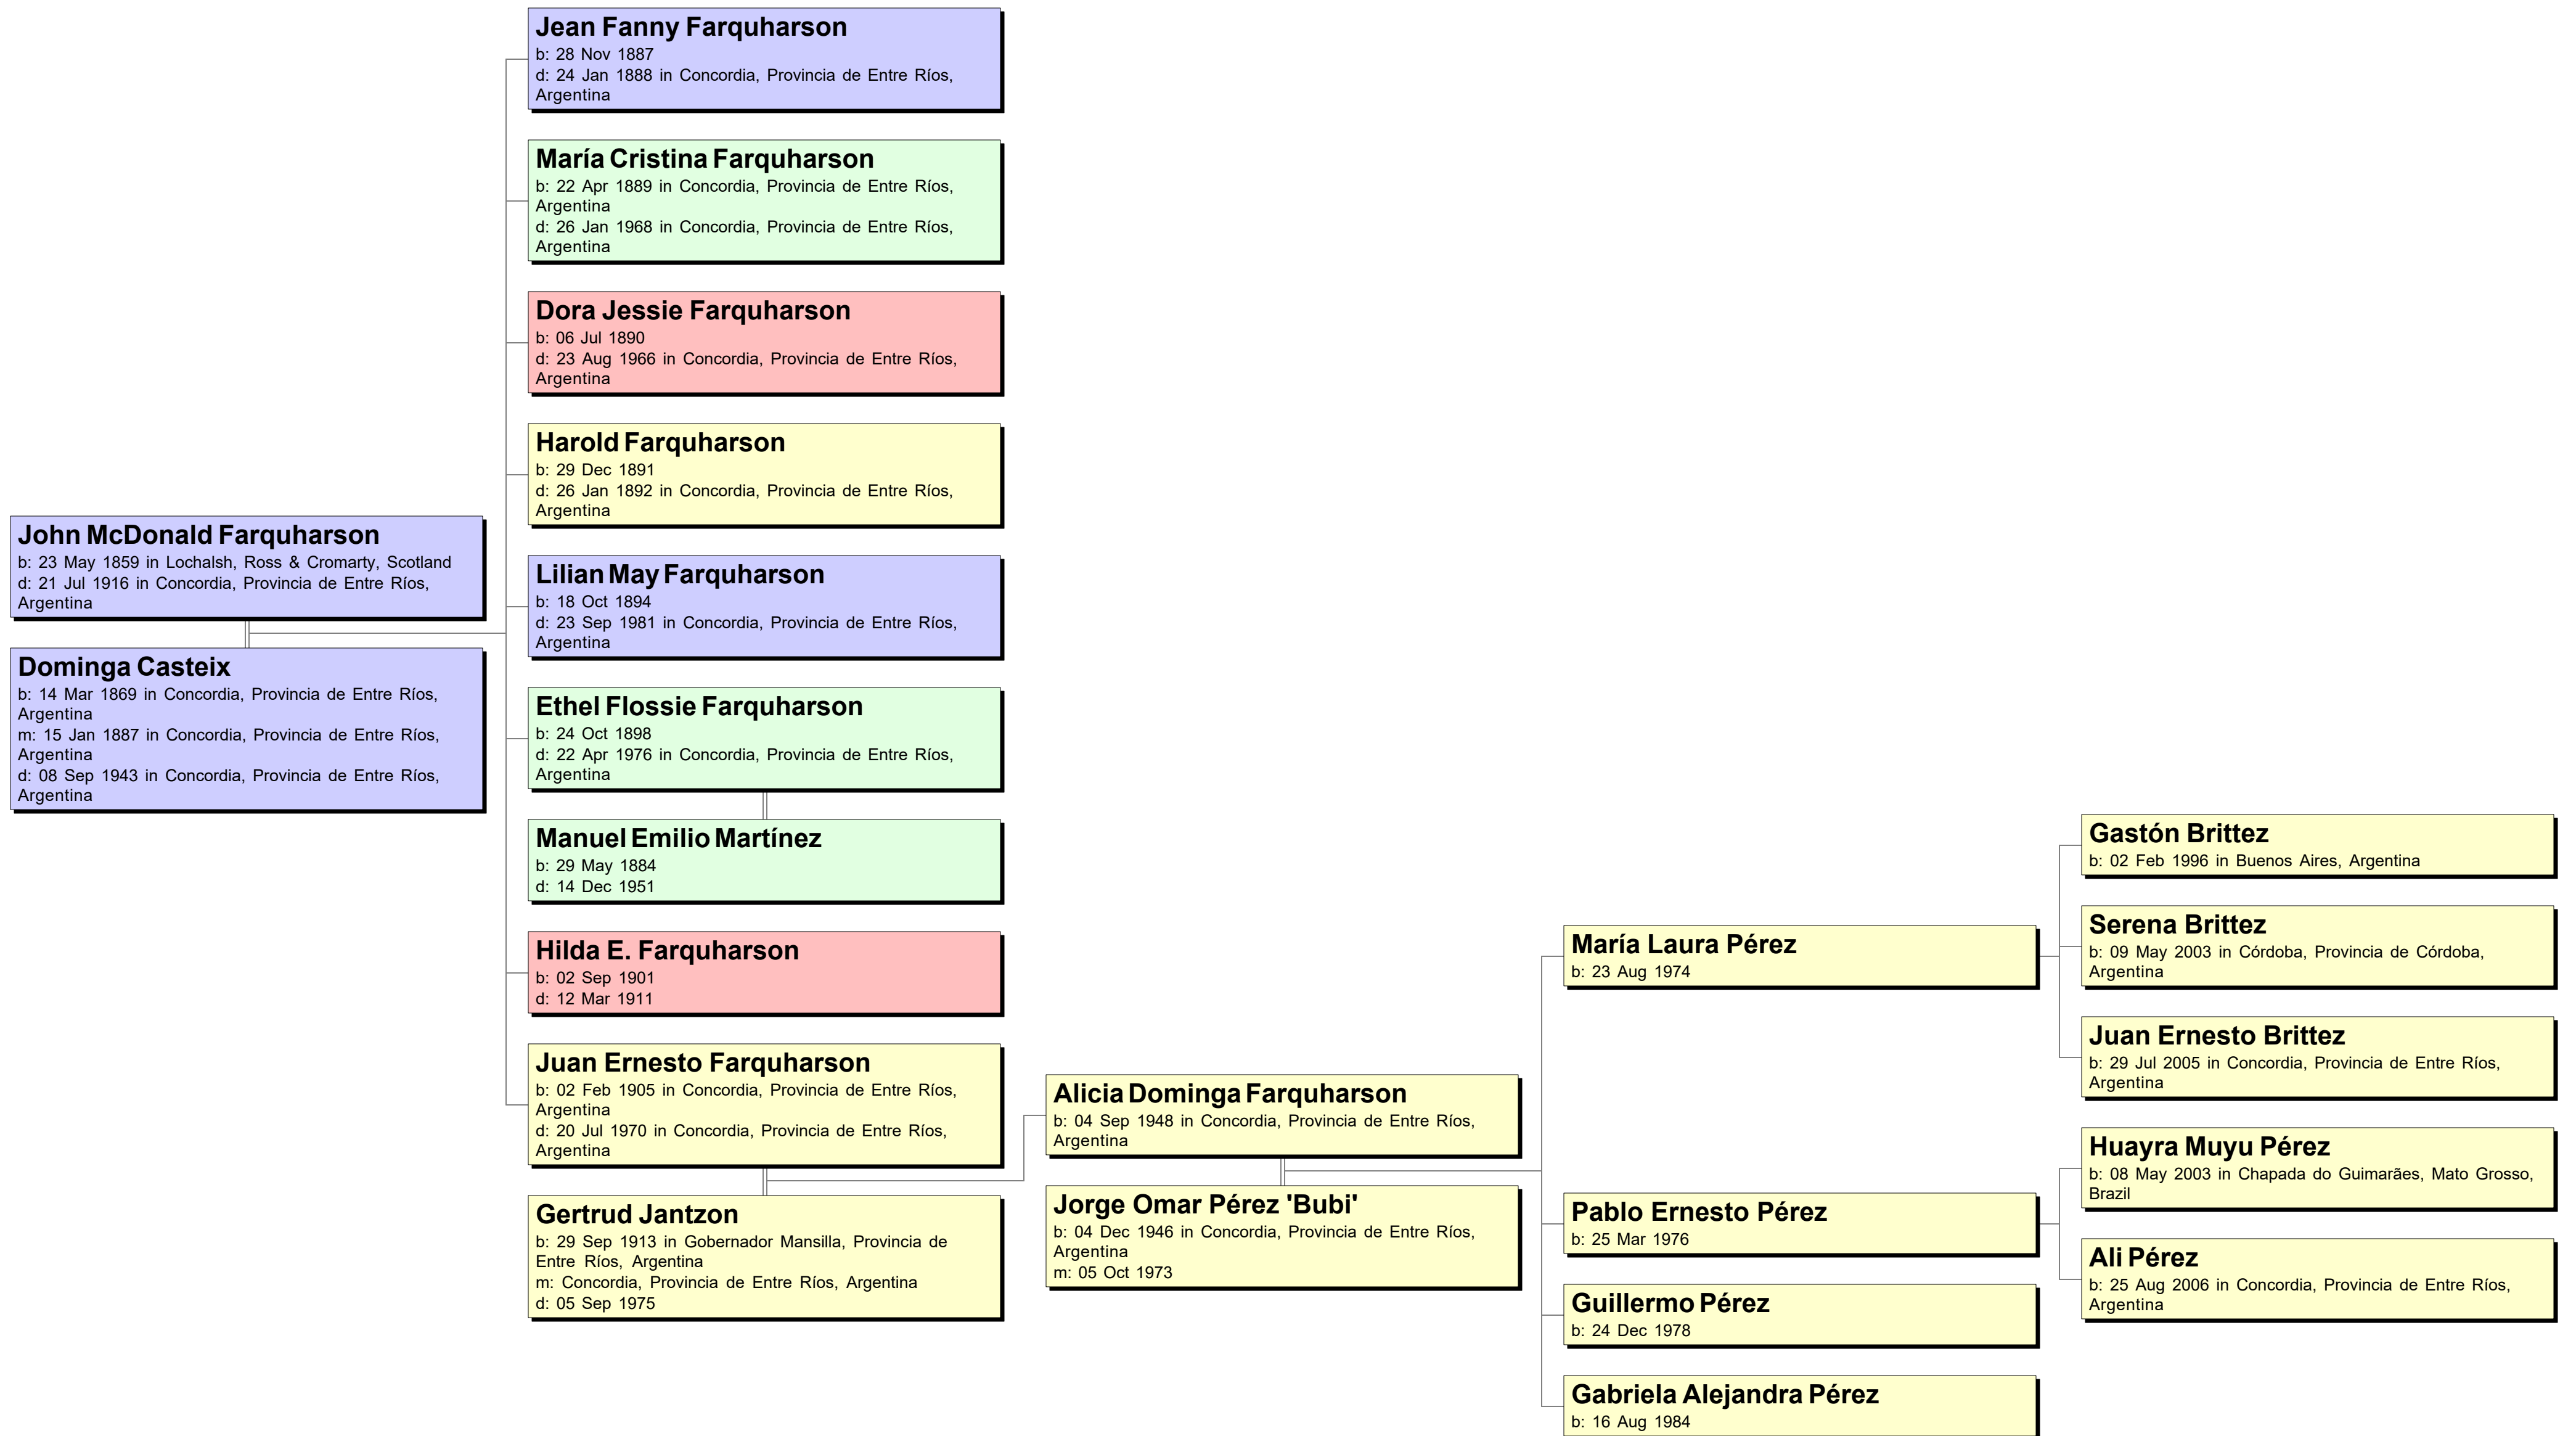 John McDonald Farquharson
b: 23 May 1859 in Lochalsh, Ross & Cromarty, Scotland
d: 21 Jul 1916 in Concordia, Provincia de Entre Ríos,
Argentina
Dominga Casteix
b: 14 Mar 1869 in Concordia, Provincia de Entre Ríos,
Argentina
m: 15 Jan 1887 in Concordia, Provincia de Entre Ríos,
Argentina
d: 08 Sep 1943 in Concordia, Provincia de Entre Ríos,
Argentina
Jean Fanny Farquharson
b: 28 Nov 1887
d: 24 Jan 1888 in Concordia, Provincia de Entre Ríos,
Argentina
María Cristina Farquharson
b: 22 Apr 1889 in Concordia, Provincia de Entre Ríos,
Argentina
d: 26 Jan 1968 in Concordia, Provincia de Entre Ríos,
Argentina
Dora Jessie Farquharson
b: 06 Jul 1890
d: 23 Aug 1966 in Concordia, Provincia de Entre Ríos,
Argentina
Harold Farquharson
b: 29 Dec 1891
d: 26 Jan 1892 in Concordia, Provincia de Entre Ríos,
Argentina
Lilian May Farquharson
b: 18 Oct 1894
d: 23 Sep 1981 in Concordia, Provincia de Entre Ríos,
Argentina
Ethel Flossie Farquharson
b: 24 Oct 1898
d: 22 Apr 1976 in Concordia, Provincia de Entre Ríos,
Argentina
Manuel Emilio Martínez
b: 29 May 1884
d: 14 Dec 1951
Hilda E. Farquharson
b: 02 Sep 1901
d: 12 Mar 1911
Juan Ernesto Farquharson
b: 02 Feb 1905 in Concordia, Provincia de Entre Ríos,
Argentina
d: 20 Jul 1970 in Concordia, Provincia de Entre Ríos,
Argentina
Gertrud Jantzon
b: 29 Sep 1913 in Gobernador Mansilla, Provincia de
Entre Ríos, Argentina
m: Concordia, Provincia de Entre Ríos, Argentina
d: 05 Sep 1975
Alicia Dominga Farquharson
b: 04 Sep 1948 in Concordia, Provincia de Entre Ríos,
Argentina
Jorge Omar Pérez 'Bubi'
b: 04 Dec 1946 in Concordia, Provincia de Entre Ríos,
Argentina
m: 05 Oct 1973
María Laura Pérez
b: 23 Aug 1974
Pablo Ernesto Pérez
b: 25 Mar 1976
Guillermo Pérez
b: 24 Dec 1978
Gabriela Alejandra Pérez
b: 16 Aug 1984
Gastón Brittez
b: 02 Feb 1996 in Buenos Aires, Argentina
Serena Brittez
b: 09 May 2003 in Córdoba, Provincia de Córdoba,
Argentina
Juan Ernesto Brittez
b: 29 Jul 2005 in Concordia, Provincia de Entre Ríos,
Argentina
Huayra Muyu Pérez
b: 08 May 2003 in Chapada do Guimarães, Mato Grosso,
Brazil
Ali Pérez
b: 25 Aug 2006 in Concordia, Provincia de Entre Ríos,
Argentina